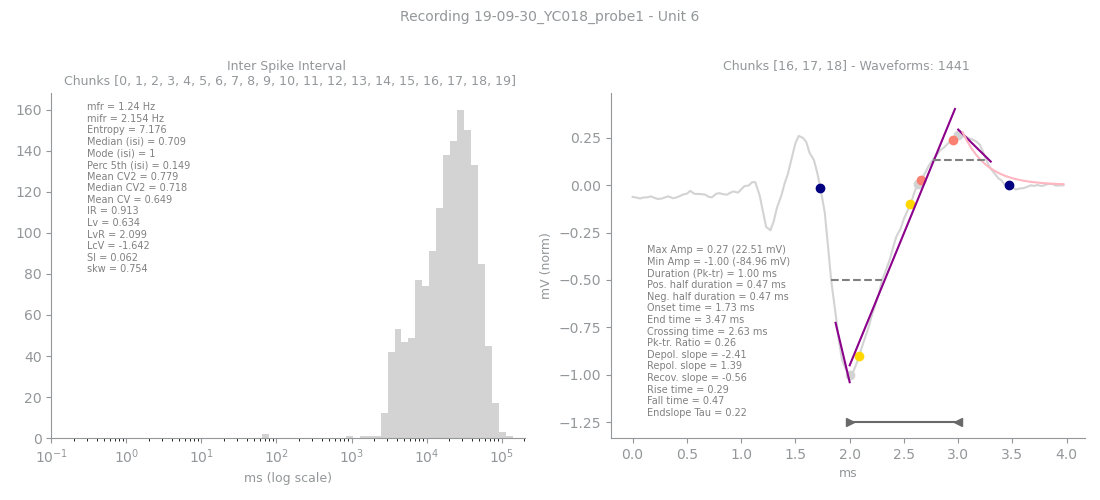 Recording 19-09-30_YC018_probe1 - Unit 6
Inter Spike Interval
Chunks [0, 1, 2, 3, 4, 5, 6, 7, 8, 9, 10, 11, 12, 13, 14, 15, 16, 17, 18, 19]
160
140
120
100
80
60
40
20
0
mfr = 1.24 Hz
mifr = 2.154 Hz
Entropy = 7.176
Median (isi) = 0.709
Mode (isi) = 1
Perc 5th (isi) = 0.149
Mean CV2 = 0.779
Median CV2 = 0.718
Mean CV = 0.649
IR = 0.913
Lv = 0.634
LvR = 2.099
LcV = -1.642
SI = 0.062
skw = 0.754
10⁻¹ 10⁰ 10¹ 10² 10³ 10⁴ 10⁵
ms (log scale)
Chunks [16, 17, 18] - Waveforms: 1441
mV (norm)
0.25
0.00
−0.25
−0.50
−0.75
−1.00
−1.25
Max Amp = 0.27 (22.51 mV)
Min Amp = -1.00 (-84.96 mV)
Duration (Pk-tr) = 1.00 ms
Pos. half duration = 0.47 ms
Neg. half duration = 0.47 ms
Onset time = 1.73 ms
End time = 3.47 ms
Crossing time = 2.63 ms
Pk-tr. Ratio = 0.26
Depol. slope = -2.41
Repol. slope = 1.39
Recov. slope = -0.56
Rise time = 0.29
Fall time = 0.47
Endslope Tau = 0.22
0.0 0.5 1.0 1.5 2.0 2.5 3.0 3.5 4.0
ms